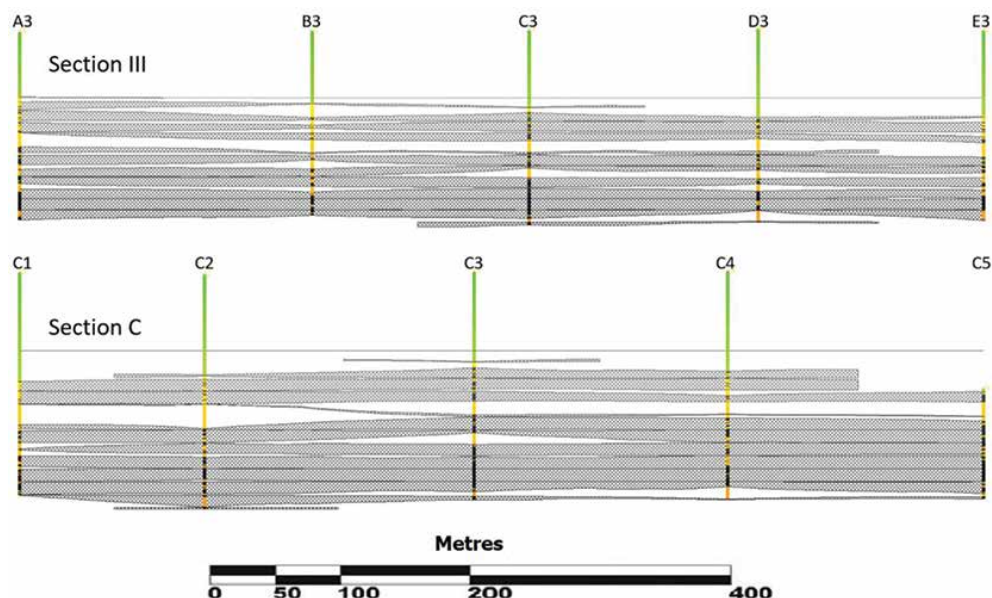 A3 B3 C3 D3 E3
Section III
C1 C2 C3 C4 C5
Section C
Metres
0 50 100 200 400